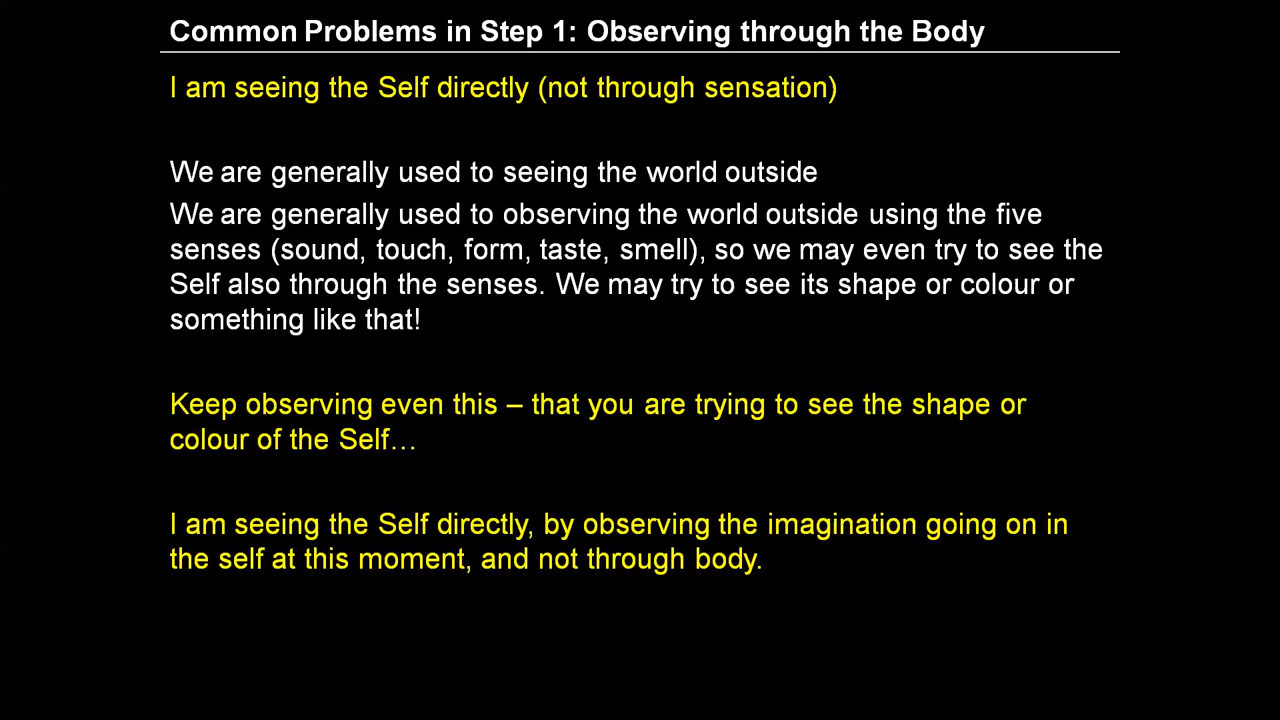 Common Problems in Step 1: Observing through the Body
I am seeing the Self directly (not through sensation)
We are generally used to seeing the world outside
We are generally used to observing the world outside using the five
senses (sound, touch, form, taste, smell), so we may even try to see the
Self also through the senses. We may try to see its shape or colour or
something like that!
Keep observing even this – that you are trying to see the shape or
colour of the Self…
I am seeing the Self directly, by observing the imagination going on in
the self at this moment, and not through body.